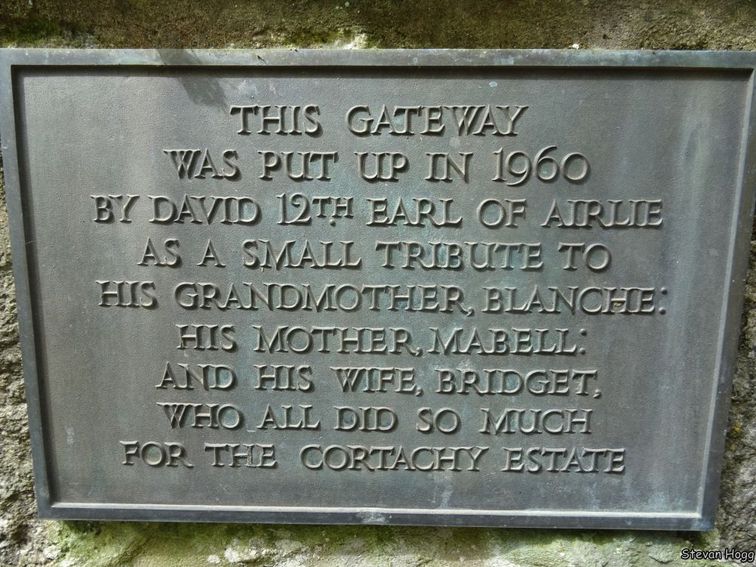 THIS GATEWAY
WAS PUT UP IN 1960
BY DAVID 12TH EARL OF AIRLIE
AS A SMALL TRIBUTE TO
HIS GRANDMOTHER, BLANCHE:
HIS MOTHER, MABELL:
AND HIS WIFE, BRIDGET,
WHO ALL DID SO MUCH
FOR THE CORTACHY ESTATE
Stevan Hogg